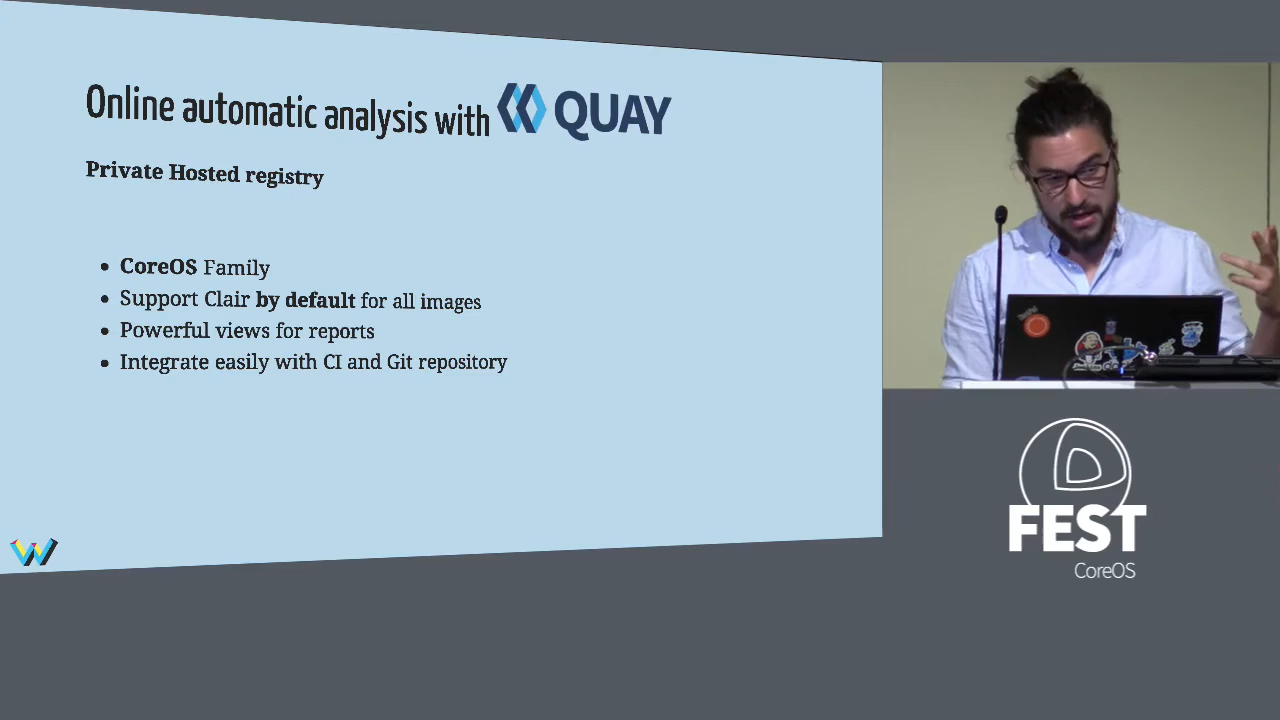 Online automatic analysis with QUAY
Private Hosted registry
• CoreOS Family
• Support Clair by default for all images
• Powerful views for reports
• Integrate easily with CI and Git repository
FEST
CoreOS